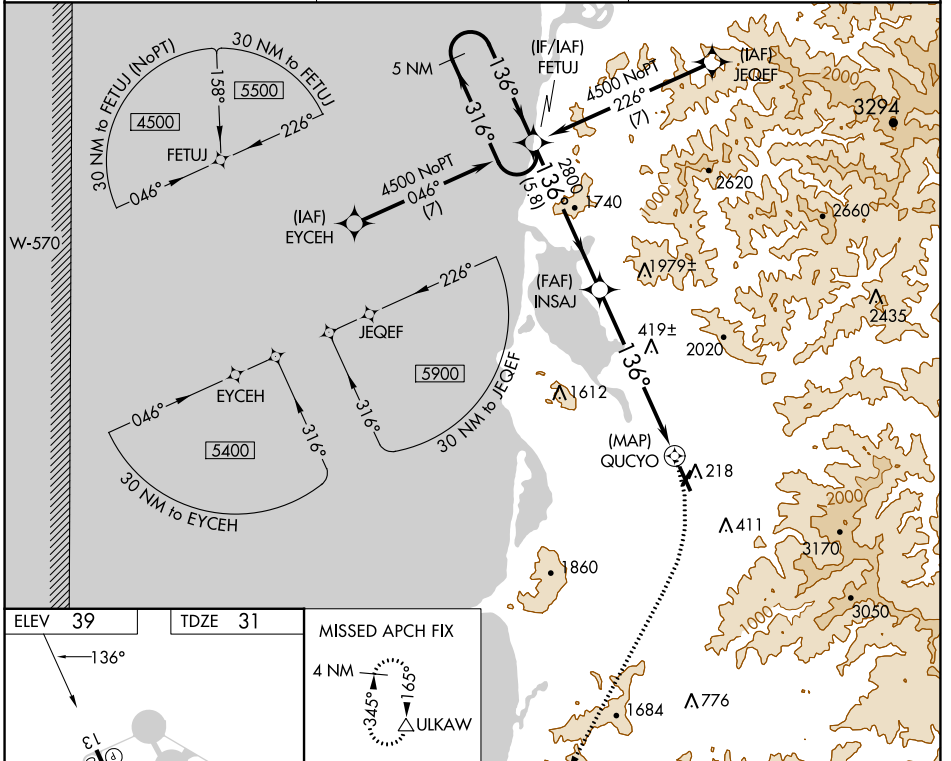 30 NM to FETUJ (NoPT)
30 NM to FETUJ
158°
5500
4500
226°
FETUJ
046°
5 NM
136°
316°
(IF/IAF)
FETUJ
4500 NoPT
226°
(7)
(IAF)
JEQEF
2000
3294
4500 NoPT
046°
(7)
(IAF)
EYCEH
2800
136°
(5.8)
1740
1000
2620
2660
W-570
(FAF)
INSAJ
1979±
2435
419±
2020
136°
1612
226°
JEQEF
5900
316°
30 NM to JEQEF
EYCEH
046°
5400
316°
30 NM to EYCEH
(MAP)
QUCYO
218
411
2000
3170
1860
3050
1000
1684
776
ELEV 39
TDZE 31
136°
13
P
MISSED APCH FIX
4 NM
345°
165°
ULKAW